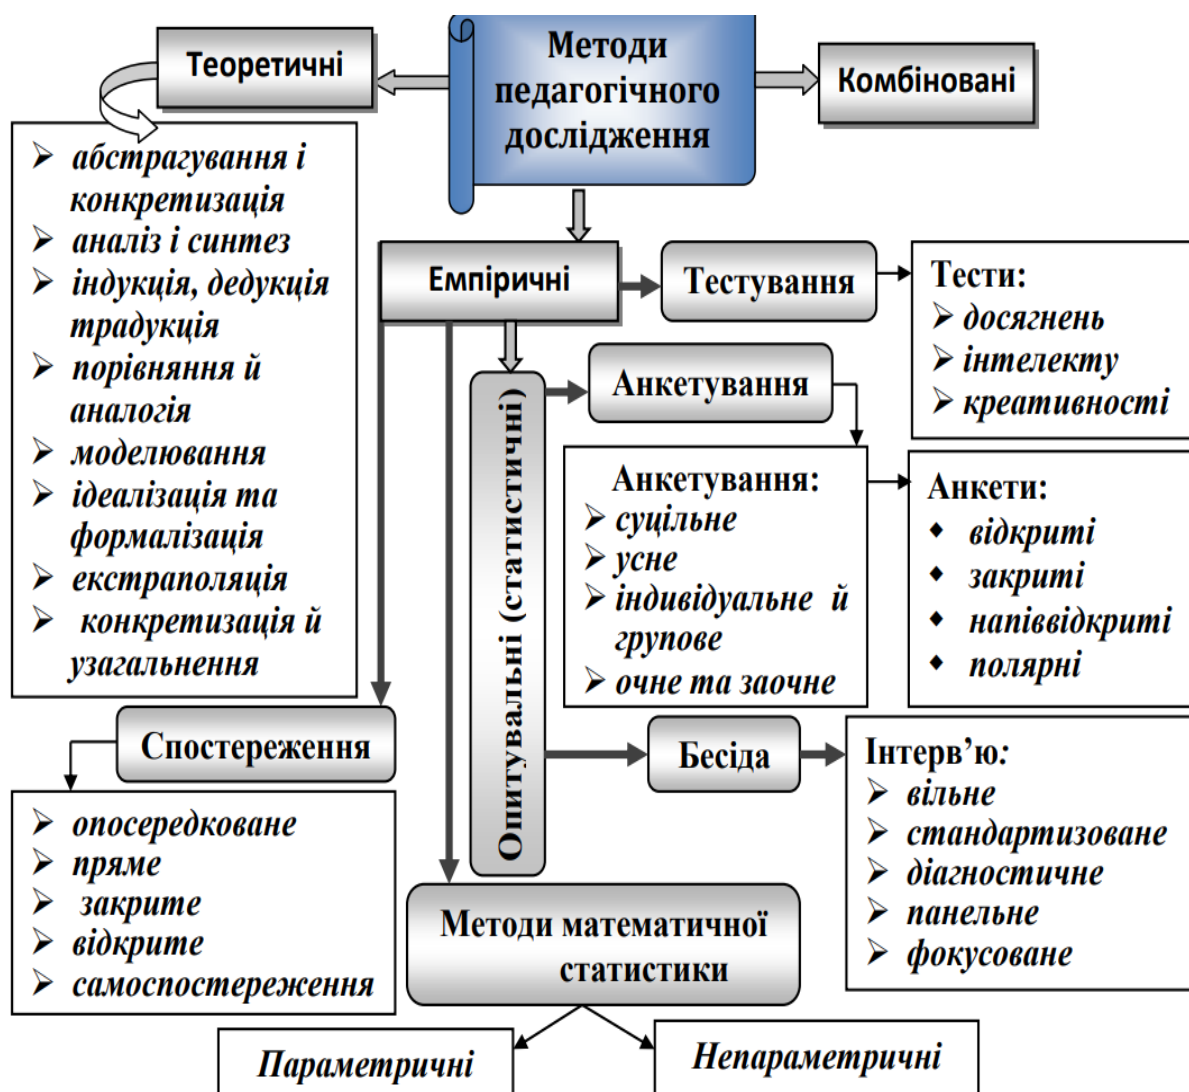 Методи
педагогічного
дослідження
Теоретичні
Комбіновані
абстрагування і
конкретизація
аналіз і синтез
індукція, дедукція
традукція
порівняння й
аналогія
моделювання
ідеалізація та
формалізація
екстраполяція
конкретизація й
узагальнення
Емпіричні
Тестування
Тести:
досягнень
інтелекту
креативності
Опитувальні (статистичні)
Анкетування
Анкетування:
суцільне
усне
індивідуальне й
групове
очне та заочне
Анкети:
відкриті
закриті
напіввідкриті
полярні
Спостереження
опосередковане
пряме
закрите
відкрите
самоспостереження
Бесіда
Інтерв’ю:
вільне
стандартизоване
діагностичне
панельне
фокусоване
Методи математичної
статистики
Параметричні
Непараметричні